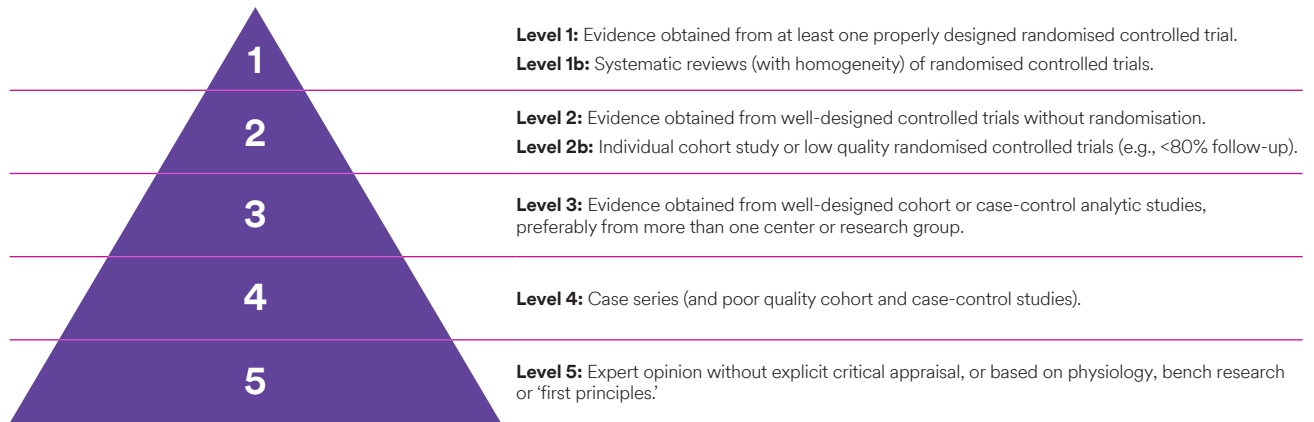 1
Level 1: Evidence obtained from at least one properly designed randomised controlled trial.
Level 1b: Systematic reviews (with homogeneity) of randomised controlled trials.
2
Level 2: Evidence obtained from well-designed controlled trials without randomisation.
Level 2b: Individual cohort study or low quality randomised controlled trials (e.g., <80% follow-up).
3
Level 3: Evidence obtained from well-designed cohort or case-control analytic studies,
preferably from more than one center or research group.
4
Level 4: Case series (and poor quality cohort and case-control studies).
5
Level 5: Expert opinion without explicit critical appraisal, or based on physiology, bench research
or ‘first principles.’